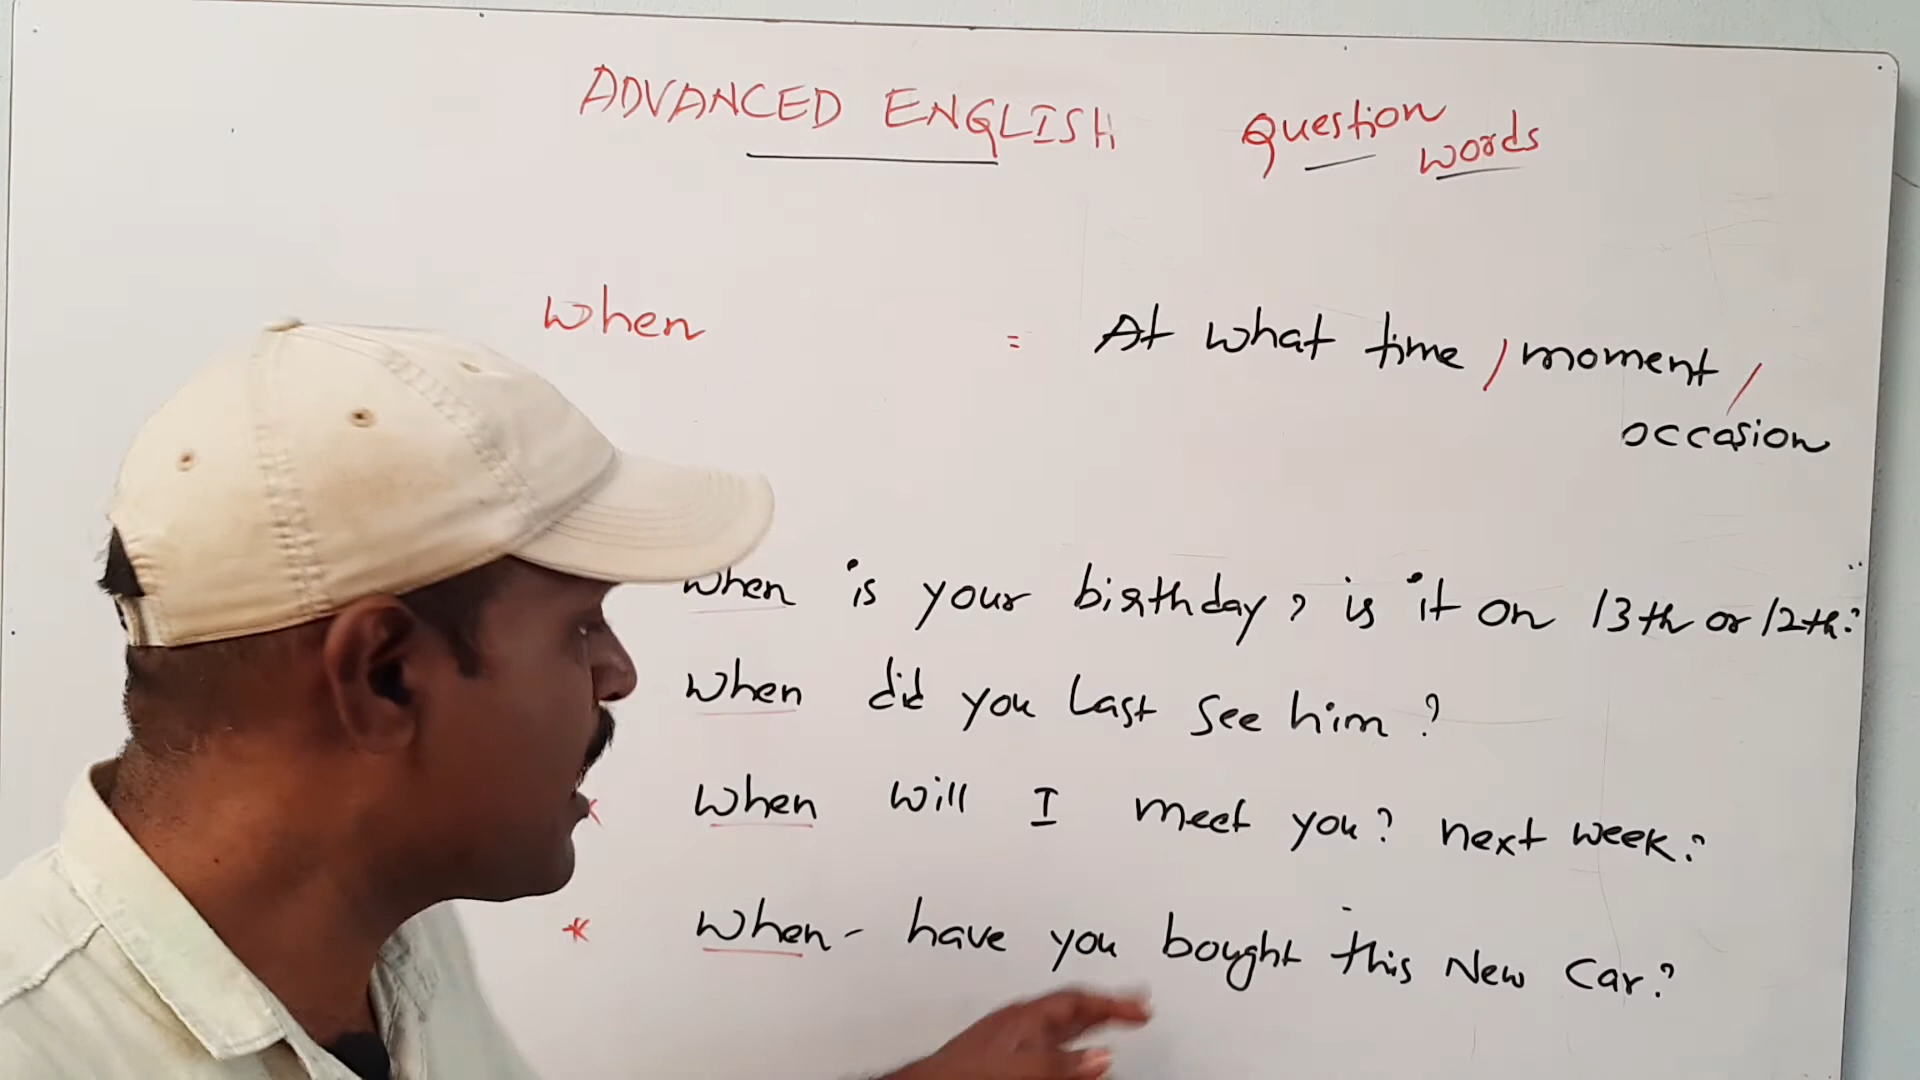 ADVANCED ENGLISH
Question
words
when = At what time / moment /
occasion
when is your birthday, is it on 13th or 12th?
when did you last see him?
* when will I meet you? next week?
* when - have you bought this New Car?